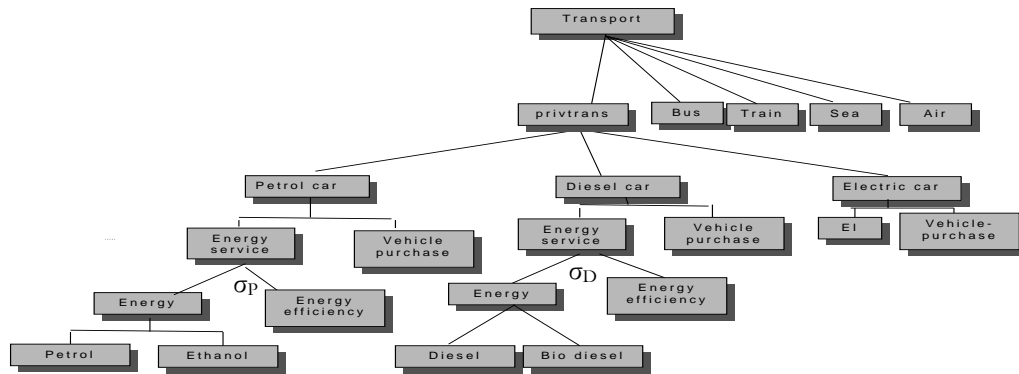 Transport
privtrans
Bus
Train
Sea
Air
Petrol car
Diesel car
Electric car
Energy
service
Vehicle
purchase
Energy
service
Vehicle
purchase
El
Vehicle-
purchase
.....
σP
σD
Energy
Energy
efficiency
Energy
Energy
efficiency
Petrol
Ethanol
Diesel
Bio diesel